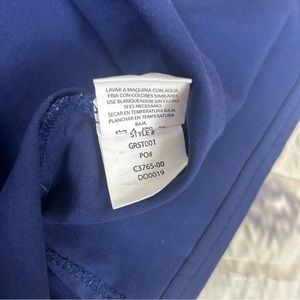 LAVAR A MAQUINA CON AGUA
FRIA CON COLORES SIMILARES
USE BLANQUEADOR SIN CLORO
SI ES NECESARIO.
SECAR EN TEMPERATURA
BAJA.
PLANCHAR EN TEMPERATURA
BAJA.
STYLE #
GRST001
PO#
C3765-00
DO0019